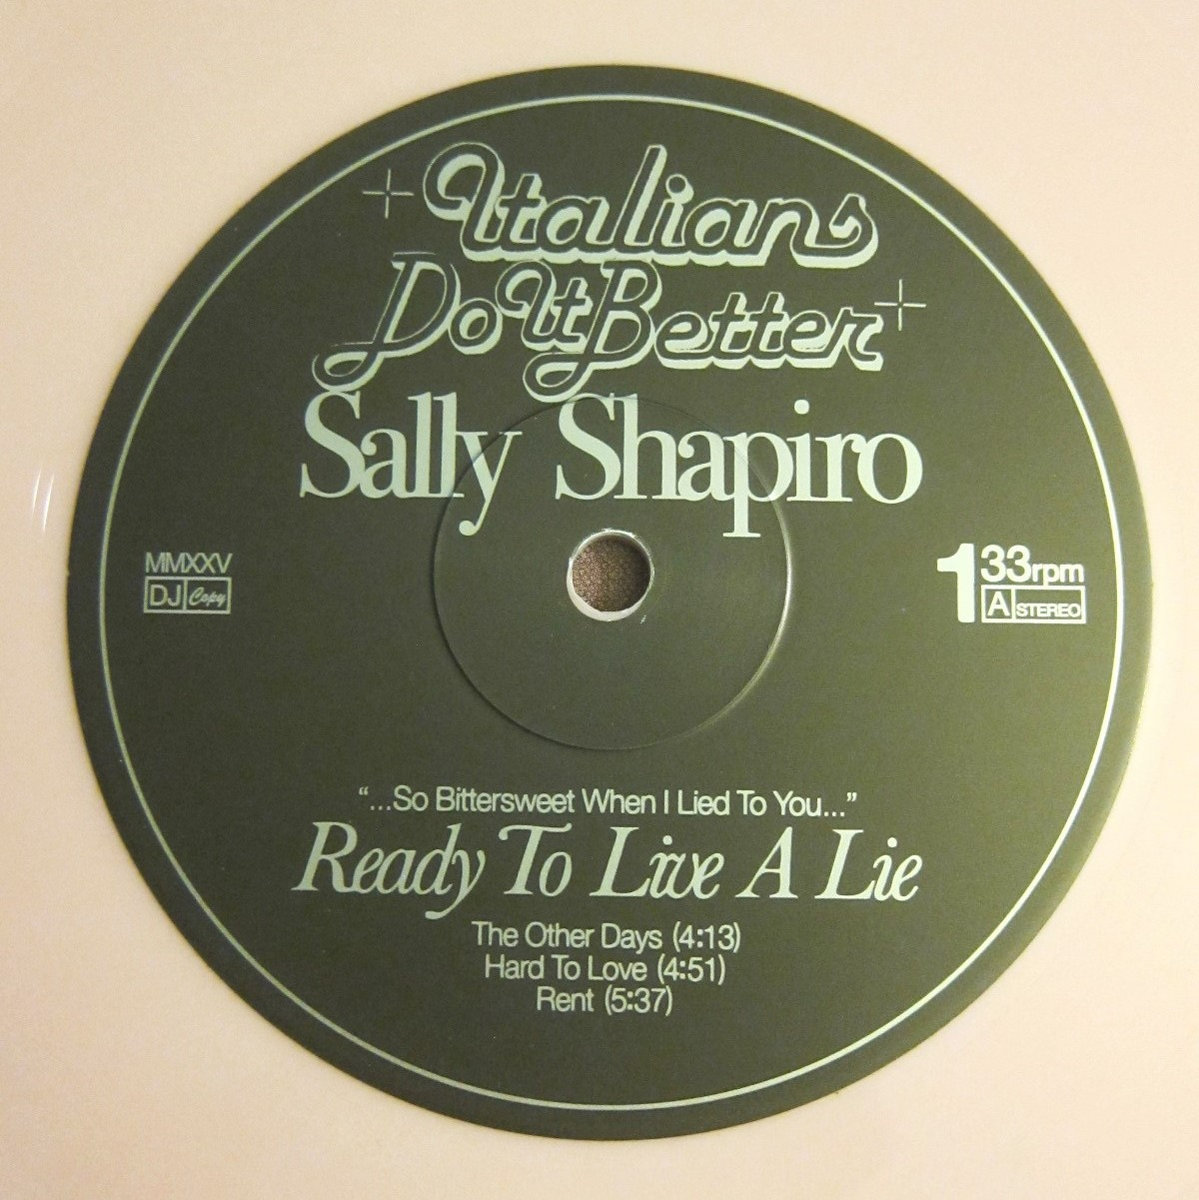 Italians
Do It Better
Sally Shapiro
MMXXV
DJ Copy
1 33rpm
A STEREO
“...So Bittersweet When I Lied To You...”
Ready To Live A Lie
The Other Days (4:13)
Hard To Love (4:51)
Rent (5:37)